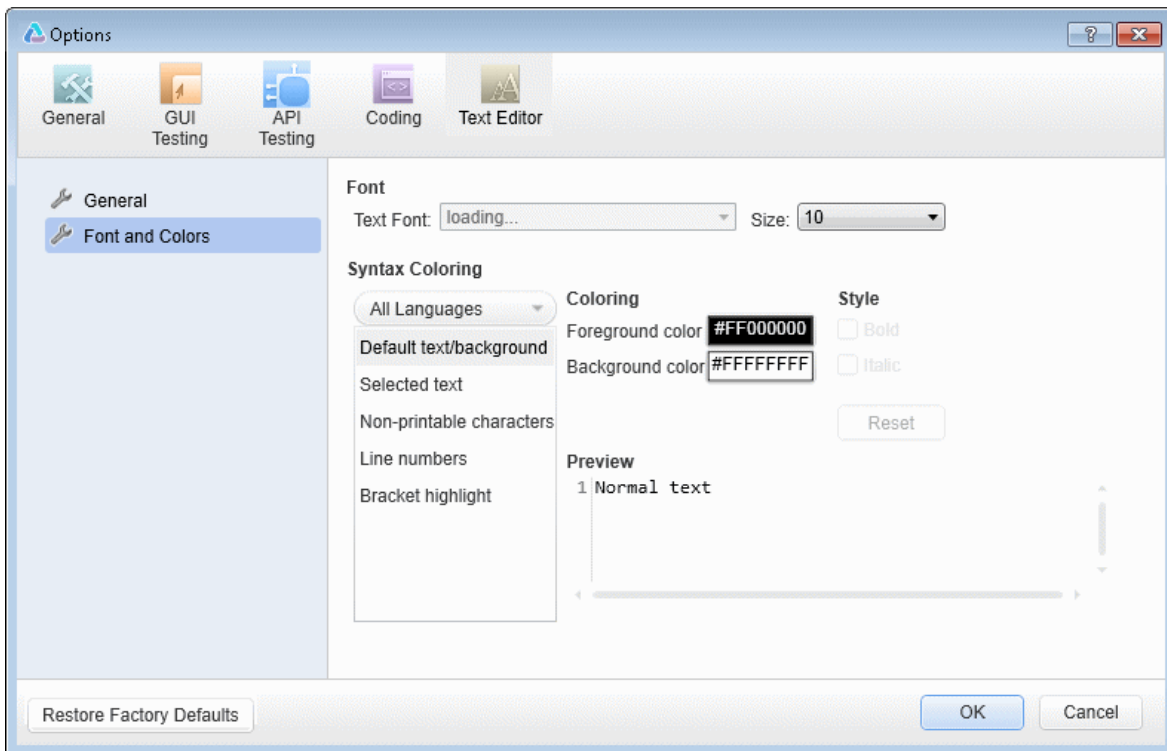 Options
General
GUI
Testing
API
Testing
Coding
Text Editor
General
Font and Colors
Font
Text Font: loading... Size: 10
Syntax Coloring
All Languages
Default text/background
Selected text
Non-printable characters
Line numbers
Bracket highlight
Coloring
Foreground color #FF000000
Background color #FFFFFFFF
Style
Bold
Italic
Reset
Preview
1 Normal text
Restore Factory Defaults
OK
Cancel